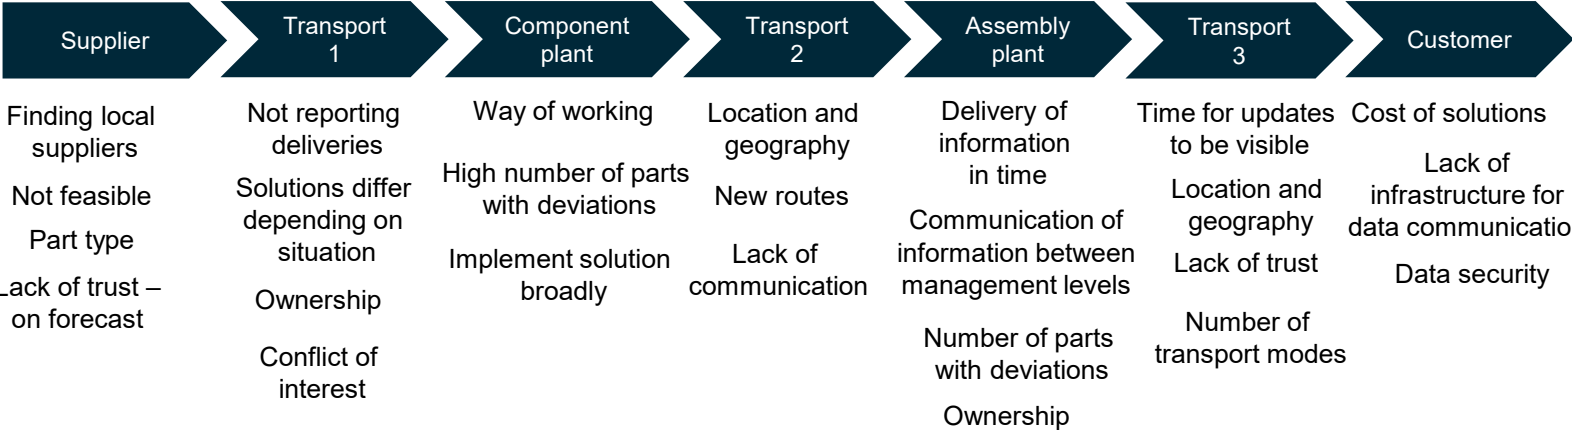 Supplier
Transport
1
Component
plant
Transport
2
Assembly
plant
Transport
3
Customer
Finding local
suppliers
Not feasible
Part type
Lack of trust –
on forecast
Not reporting
deliveries
Solutions differ
depending on
situation
Ownership
Conflict of
interest
Way of working
High number of parts
with deviations
Implement solution
broadly
Location and
geography
New routes
Lack of
communication
Delivery of
information
in time
Communication of
information between
management levels
Number of parts
with deviations
Ownership
Time for updates
to be visible
Location and
geography
Lack of trust
Number of
transport modes
Cost of solutions
Lack of
infrastructure for
data communicatio
Data security